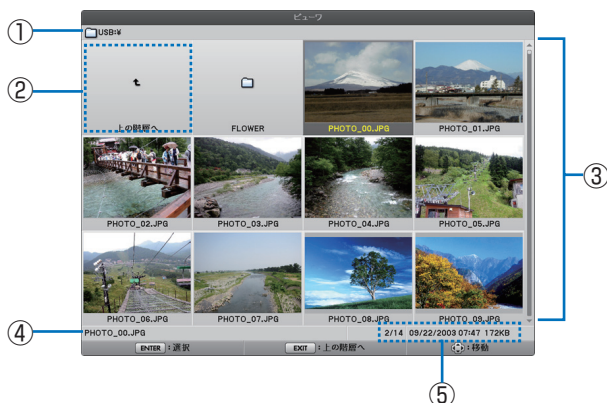 ビューワ
① USB:¥
②
上の階層へ FLOWER PHOTO_00.JPG PHOTO_01.JPG
③
PHOTO_02.JPG PHOTO_03.JPG PHOTO_04.JPG PHOTO_05.JPG
PHOTO_06.JPG PHOTO_07.JPG PHOTO_08.JPG PHOTO_09.JPG
④ PHOTO_00.JPG 2/14 09/22/2003 07:47 172KB
ENTER :選択 EXIT :上の階層へ :移動
⑤